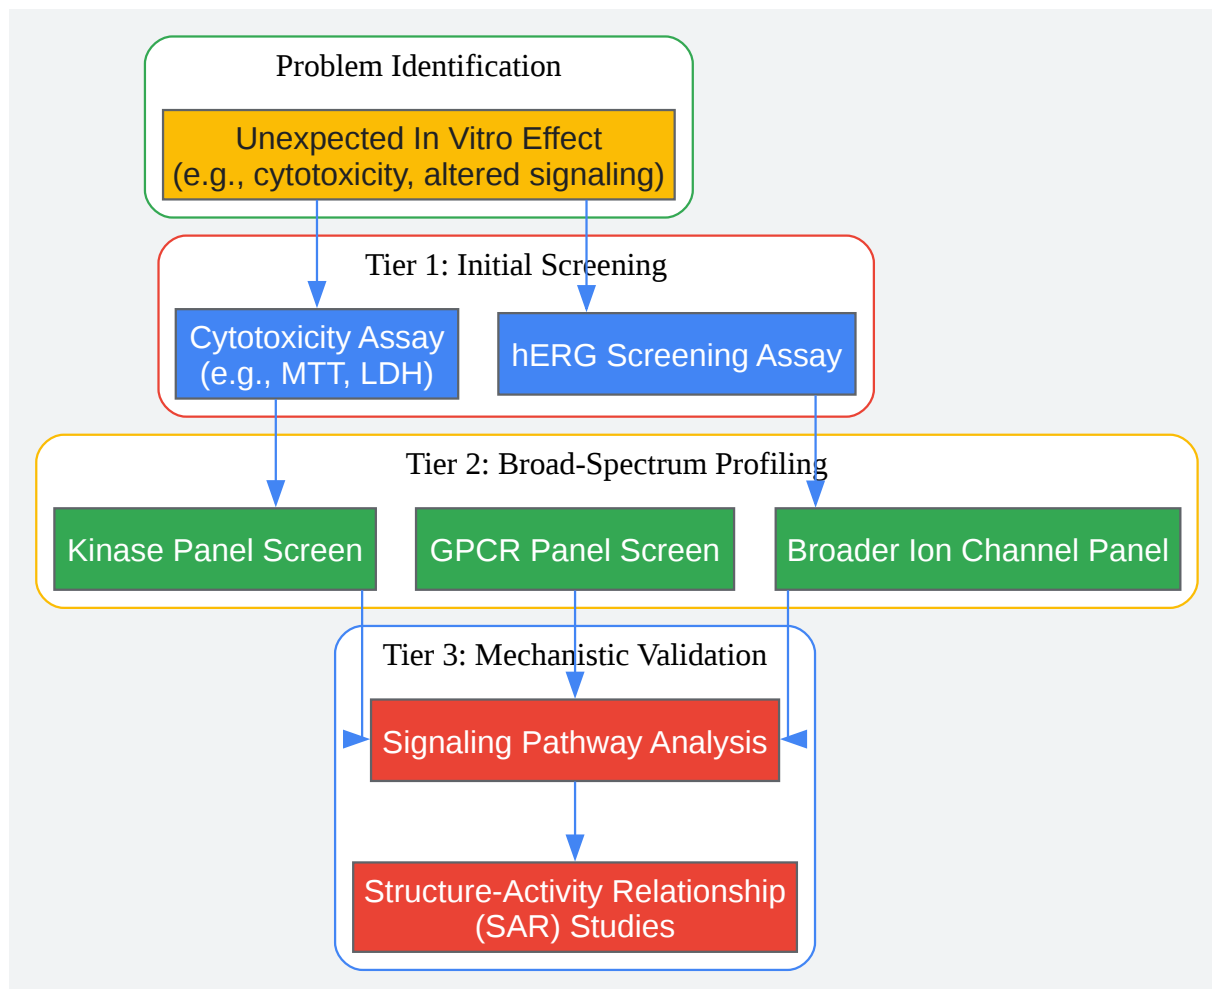 Problem Identification
Unexpected In Vitro Effect
(e.g., cytotoxicity, altered signaling)
Tier 1: Initial Screening
Cytotoxicity Assay
(e.g., MTT, LDH)
hERG Screening Assay
Tier 2: Broad-Spectrum Profiling
Kinase Panel Screen
GPCR Panel Screen
Broader Ion Channel Panel
Tier 3: Mechanistic Validation
Signaling Pathway Analysis
Structure-Activity Relationship
(SAR) Studies